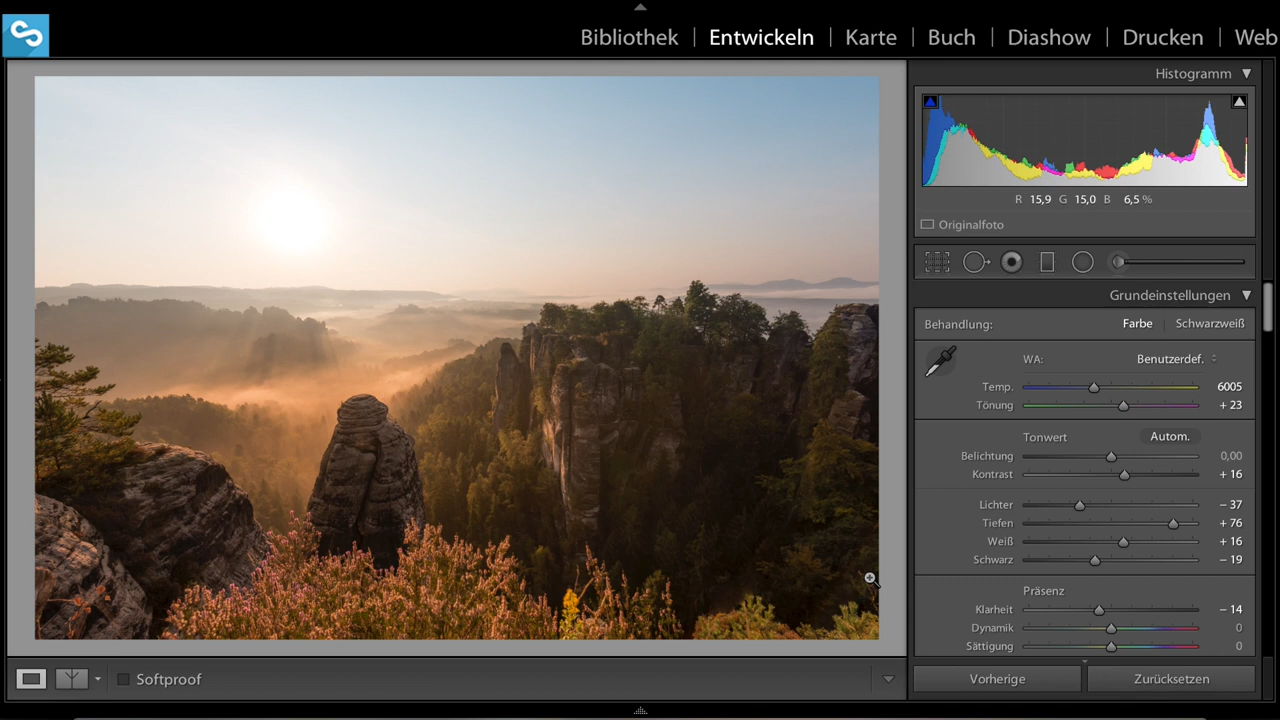 Bibliothek | Entwickeln | Karte | Buch | Diashow | Drucken | Web
Histogramm
R 15,9 G 15,0 B 6,5 %
Originalfoto
Grundeinstellungen
Behandlung: Farbe | Schwarzweiß
WA: Benutzerdef.
Temp. 6005
Tönung + 23
Tonwert Autom.
Belichtung 0,00
Kontrast + 16
Lichter − 37
Tiefen + 76
Weiß + 16
Schwarz − 19
Präsenz
Klarheit − 14
Dynamik 0
Sättigung 0
Softproof
Vorherige Zurücksetzen